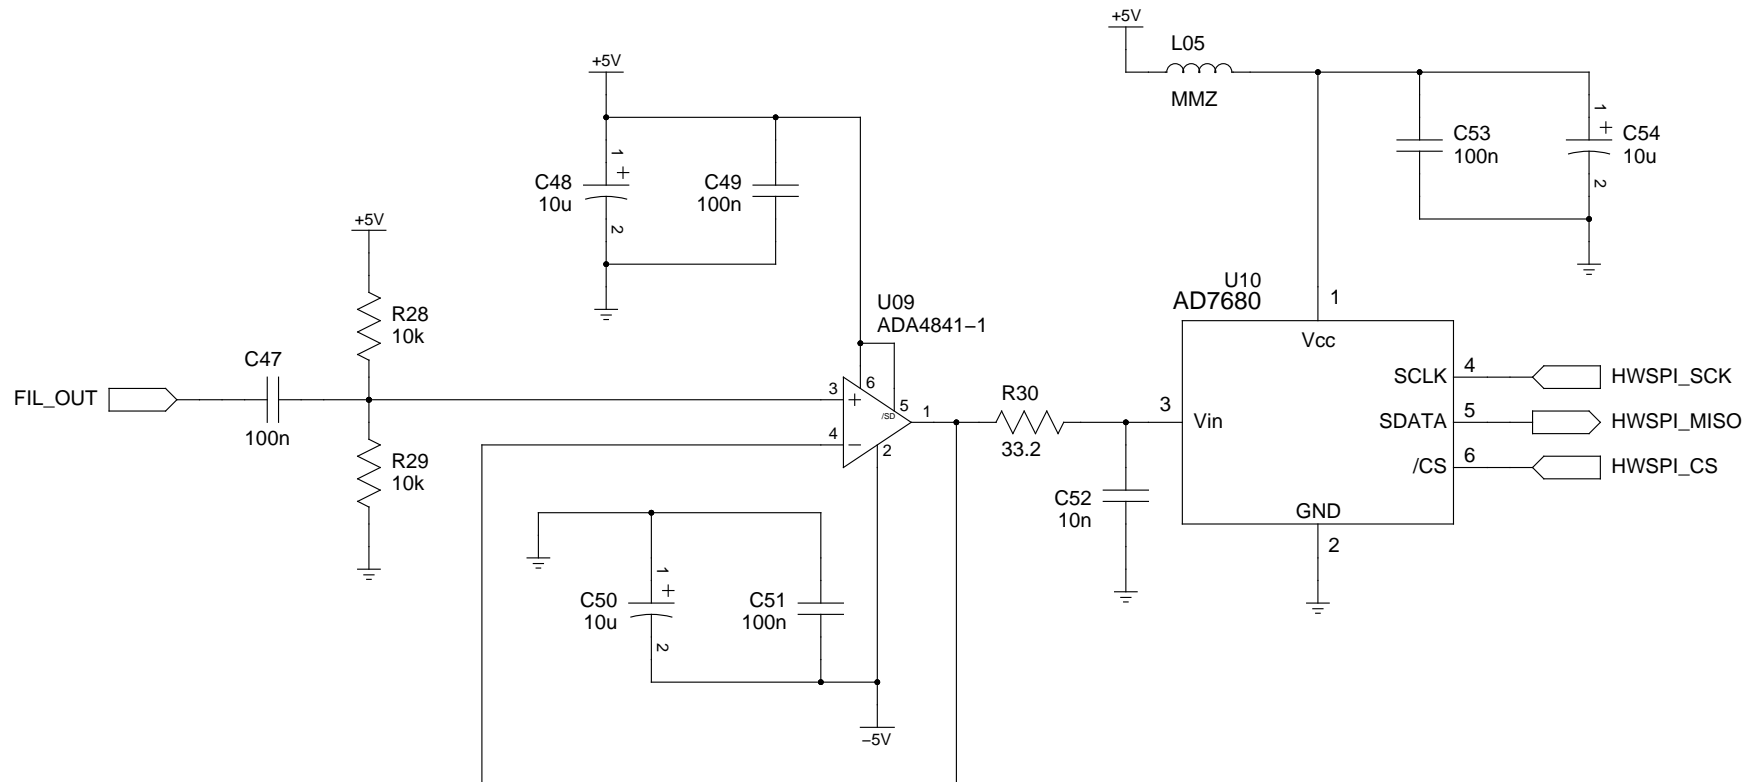 +5V
L05
MMZ
+5V
1
+
C48
10u
2
C49
100n
C53
100n
1
+
C54
10u
2
+5V
R28
10k
C47
100n
FIL_OUT
R29
10k
U09
ADA4841−1
3
+
6
5
/SD
1
4
−
2
R30
33.2
U10
AD7680
1
Vcc
3
Vin
SCLK
4
HWSPI_SCK
SDATA
5
HWSPI_MISO
/CS
6
HWSPI_CS
GND
2
C52
10n
1
+
C50
10u
2
C51
100n
−5V